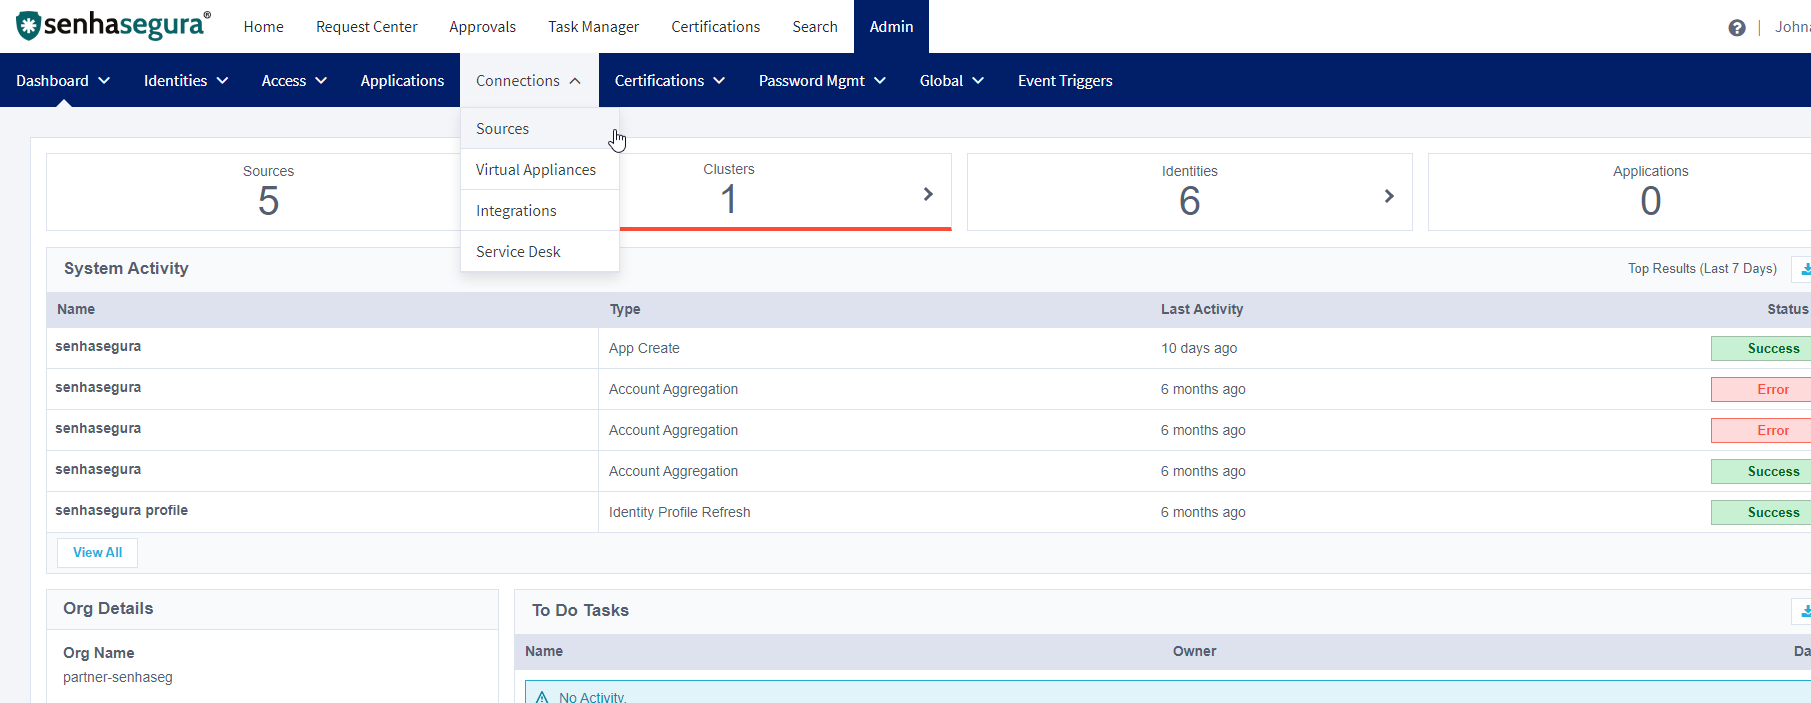 senhasegura® Home Request Center Approvals Task Manager Certifications Search Admin
Dashboard Identities Access Applications Connections Certifications Password Mgmt Global Event Triggers
Sources
Virtual Appliances
Integrations
Service Desk
Sources
5
Clusters
1
Identities
6
Applications
0
System Activity Top Results (Last 7 Days)
Name Type Last Activity Status
senhasegura App Create 10 days ago Success
senhasegura Account Aggregation 6 months ago Error
senhasegura Account Aggregation 6 months ago Error
senhasegura Account Aggregation 6 months ago Success
senhasegura profile Identity Profile Refresh 6 months ago Success
View All
Org Details
Org Name
partner-senhaseg
To Do Tasks
Name Owner
No Activity.